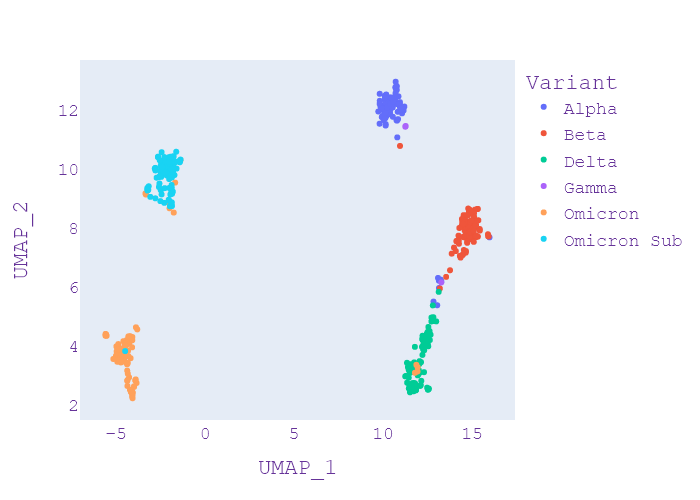 Variant
Alpha
Beta
Delta
Gamma
Omicron
Omicron Sub
UMAP_2
12
10
8
6
4
2
−5
0
5
10
15
UMAP_1